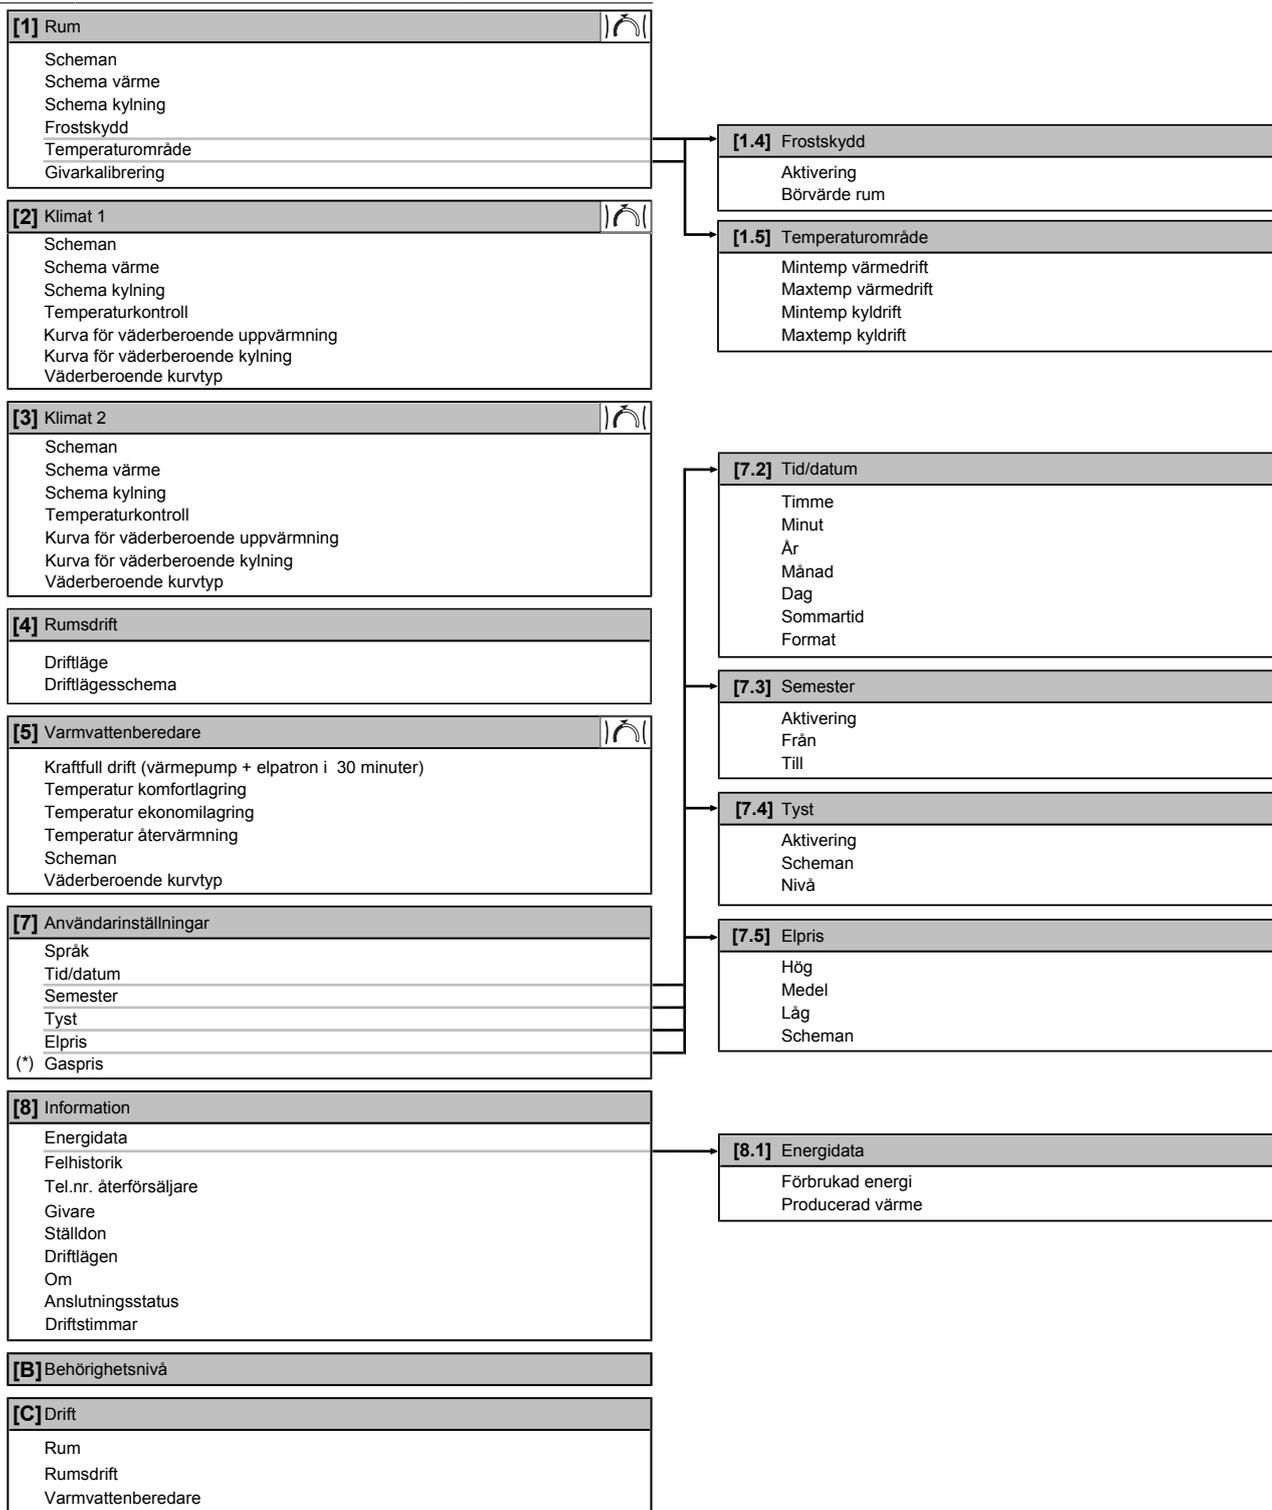 [1] Rum
Scheman
Schema värme
Schema kylning
Frostskydd
Temperaturområde
Givarkalibrering
[2] Klimat 1
Scheman
Schema värme
Schema kylning
Temperaturkontroll
Kurva för väderberoende uppvärmning
Kurva för väderberoende kylning
Väderberoende kurvtyp
[3] Klimat 2
Scheman
Schema värme
Schema kylning
Temperaturkontroll
Kurva för väderberoende uppvärmning
Kurva för väderberoende kylning
Väderberoende kurvtyp
[4] Rumsdrift
Driftläge
Driftlägesschema
[5] Varmvattenberedare
Kraftfull drift (värmepump + elpatron i 30 minuter)
Temperatur komfortlagring
Temperatur ekonomilagring
Temperatur återvärmning
Scheman
Väderberoende kurvtyp
[7] Användarinställningar
Språk
Tid/datum
Semester
Tyst
Elpris
(*) Gaspris
[8] Information
Energidata
Felhistorik
Tel.nr. återförsäljare
Givare
Ställdon
Driftlägen
Om
Anslutningsstatus
Driftstimmar
[B] Behörighetsnivå
[C] Drift
Rum
Rumsdrift
Varmvattenberedare
[1.4] Frostskydd
Aktivering
Börvärde rum
[1.5] Temperaturområde
Mintemp värmedrift
Maxtemp värmedrift
Mintemp kyldrift
Maxtemp kyldrift
[7.2] Tid/datum
Timme
Minut
År
Månad
Dag
Sommartid
Format
[7.3] Semester
Aktivering
Från
Till
[7.4] Tyst
Aktivering
Scheman
Nivå
[7.5] Elpris
Hög
Medel
Låg
Scheman
[8.1] Energidata
Förbrukad energi
Producerad värme